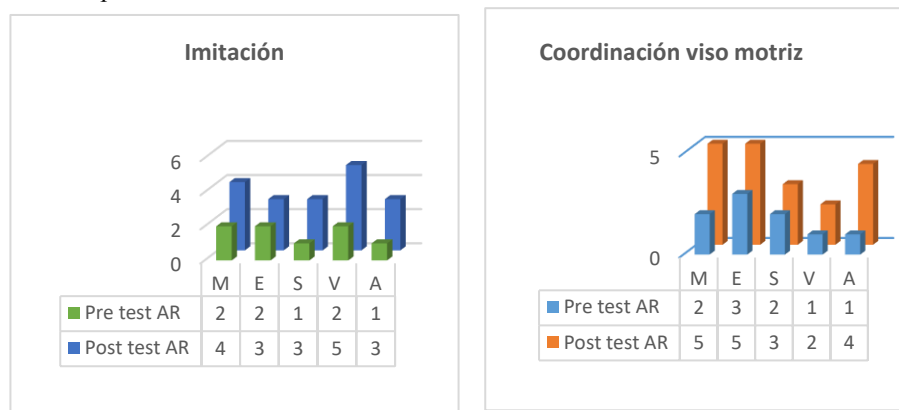 Imitación
6
4
2
0
M E S V A
Pre test AR 2 2 1 2 1
Post test AR 4 3 3 5 3
Coordinación viso motriz
5
0
M E S V A
Pre test AR 2 3 2 1 1
Post test AR 5 5 3 2 4